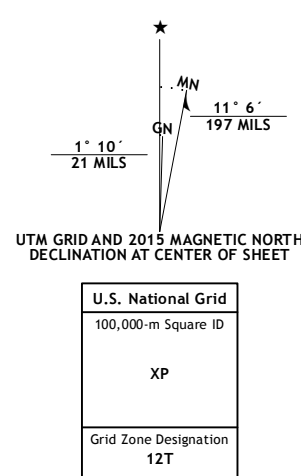 ★
MN
GN
11° 6´
197 MILS
1° 10´
21 MILS
UTM GRID AND 2015 MAGNETIC NORTH
DECLINATION AT CENTER OF SHEET
U.S. National Grid
100,000-m Square ID
XP
Grid Zone Designation
12T